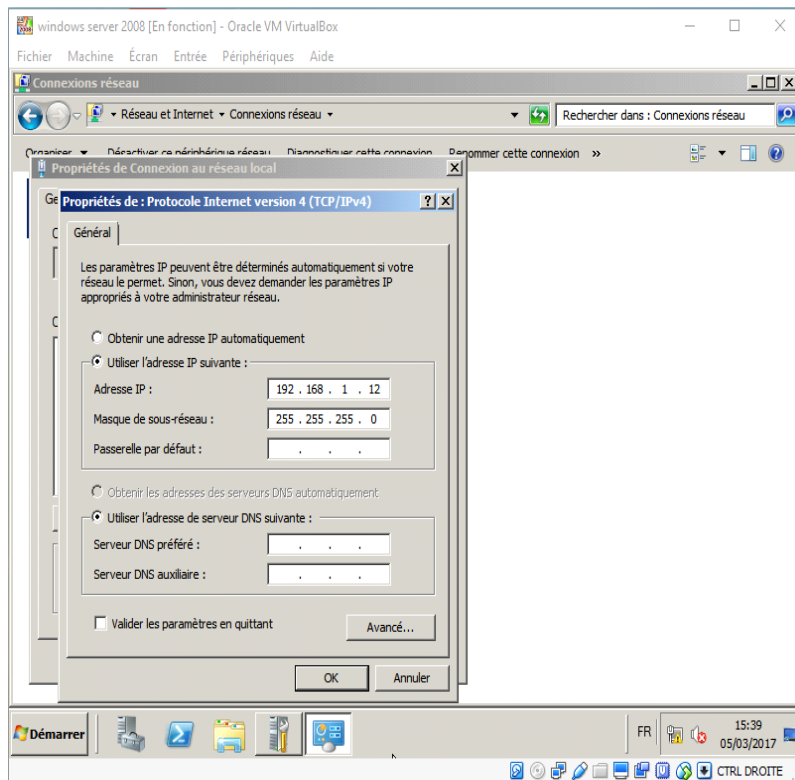 windows server 2008 [En fonction] - Oracle VM VirtualBox
Fichier Machine Écran Entrée Périphériques Aide
Connexions réseau
Réseau et Internet Connexions réseau
Rechercher dans : Connexions réseau
Organiser Désactiver ce périphérique réseau Diagnostiquer cette connexion Renommer cette connexion »
Propriétés de Connexion au réseau local
Ge
Propriétés de : Protocole Internet version 4 (TCP/IPv4)
Général
Les paramètres IP peuvent être déterminés automatiquement si votre
réseau le permet. Sinon, vous devez demander les paramètres IP
appropriés à votre administrateur réseau.
Obtenir une adresse IP automatiquement
Utiliser l'adresse IP suivante :
Adresse IP : 192 . 168 . 1 . 12
Masque de sous-réseau : 255 . 255 . 255 . 0
Passerelle par défaut : . . .
Obtenir les adresses des serveurs DNS automatiquement
Utiliser l'adresse de serveur DNS suivante :
Serveur DNS préféré : . . .
Serveur DNS auxiliaire : . . .
Valider les paramètres en quittant
Avancé...
OK Annuler
Démarrer
FR
15:39
05/03/2017
CTRL DROITE